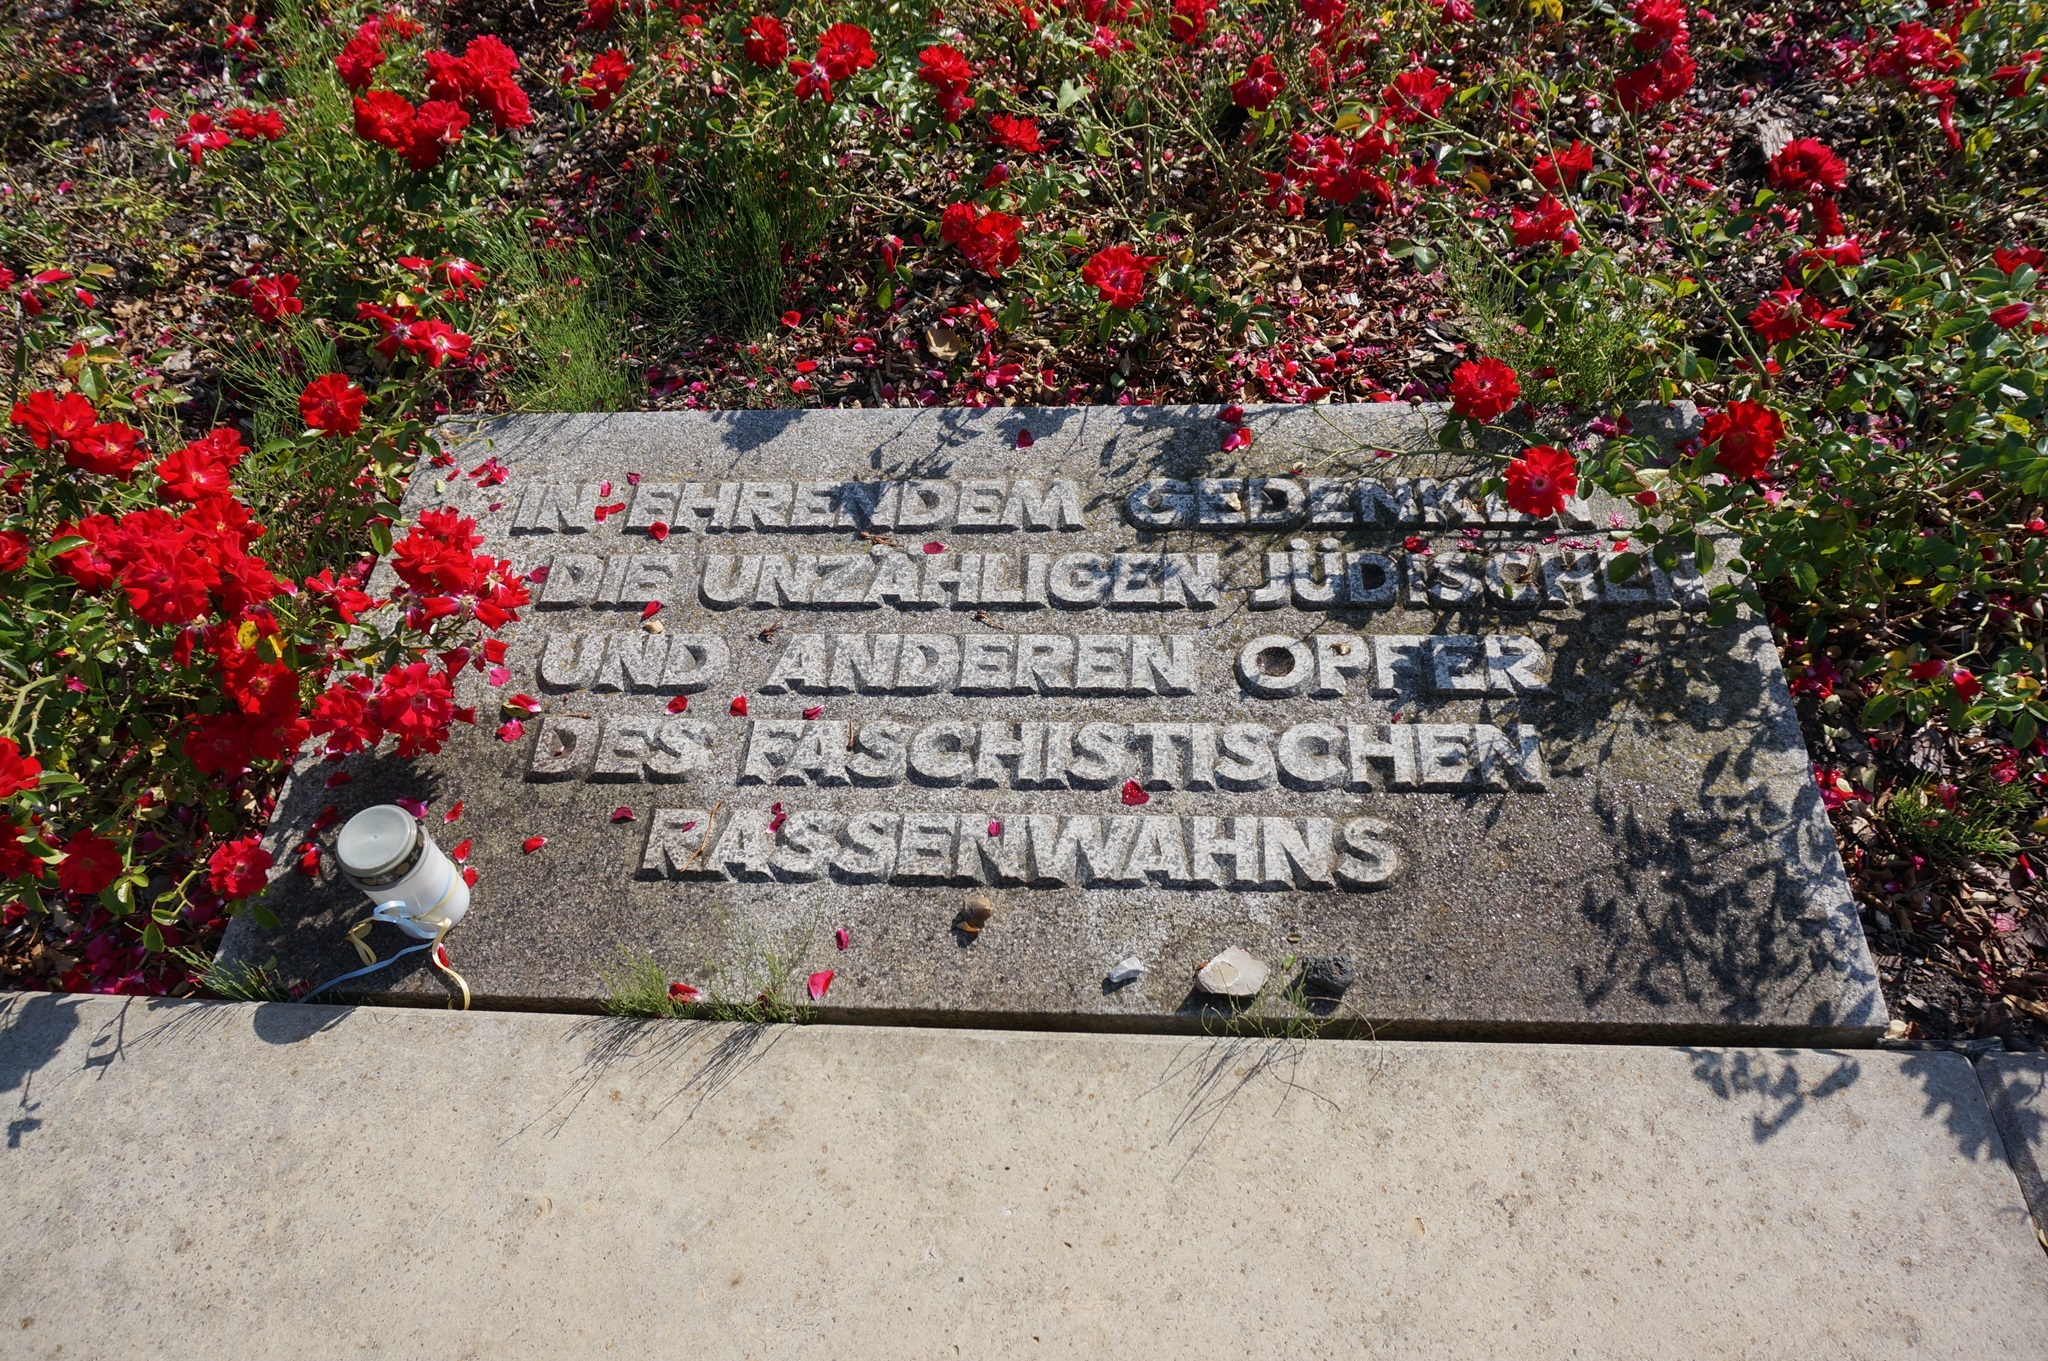 IN EHRENDEM GEDENKEN
DIE UNZÄHLIGEN JÜDISCHEN
UND ANDEREN OPFER
DES FASCHISTISCHEN
RASSENWAHNS